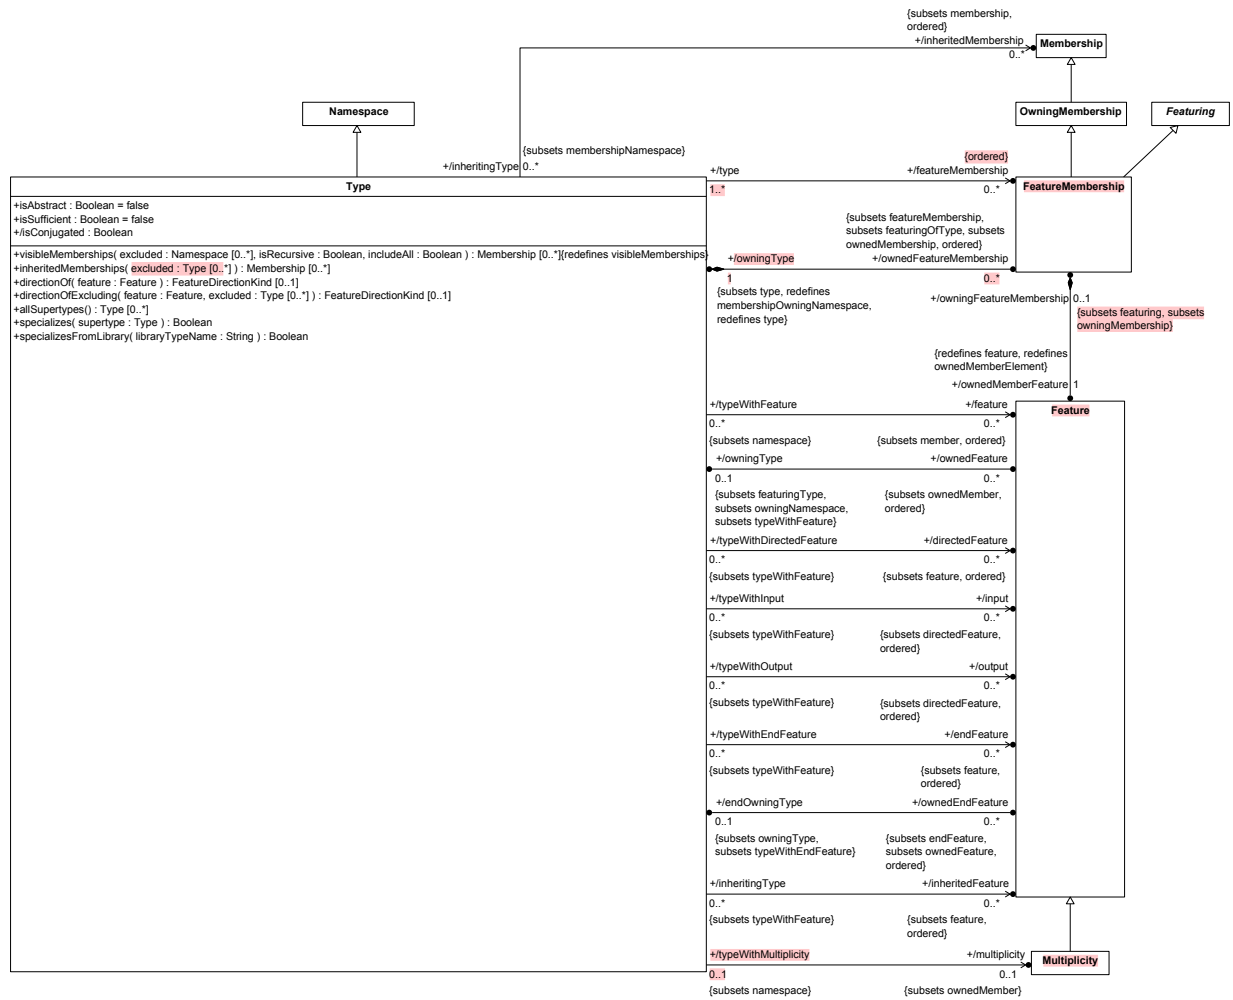 {subsets membership,
ordered}
+/inheritedMembership
0..*
Membership
Namespace
OwningMembership
Featuring
{subsets membershipNamespace}
+/inheritingType 0..*
Type
+isAbstract : Boolean = false
+isSufficient : Boolean = false
+/isConjugated : Boolean
+visibleMemberships( excluded : Namespace [0..*], isRecursive : Boolean, includeAll : Boolean ) : Membership [0..*]{redefines visibleMemberships}
+inheritedMemberships( excluded : Type [0..*] ) : Membership [0..*]
+directionOf( feature : Feature ) : FeatureDirectionKind [0..1]
+directionOfExcluding( feature : Feature, excluded : Type [0..*] ) : FeatureDirectionKind [0..1]
+allSupertypes() : Type [0..*]
+specializes( supertype : Type ) : Boolean
+specializesFromLibrary( libraryTypeName : String ) : Boolean
{ordered}
+/type
+/featureMembership
1..*
0..*
FeatureMembership
{subsets featureMembership,
subsets featuringOfType, subsets
ownedMembership, ordered}
+/owningType
+/ownedFeatureMembership
1
0..*
{subsets type, redefines
membershipOwningNamespace,
redefines type}
+/owningFeatureMembership 0..1
{subsets featuring, subsets
owningMembership}
{redefines feature, redefines
ownedMemberElement}
+/ownedMemberFeature 1
Feature
+/typeWithFeature
+/feature
0..*
0..*
{subsets namespace}
{subsets member, ordered}
+/owningType
+/ownedFeature
0..1
0..*
{subsets featuringType,
subsets owningNamespace,
subsets typeWithFeature}
{subsets ownedMember,
ordered}
+/typeWithDirectedFeature
+/directedFeature
0..*
0..*
{subsets typeWithFeature}
{subsets feature, ordered}
+/typeWithInput
+/input
0..*
0..*
{subsets typeWithFeature}
{subsets directedFeature,
ordered}
+/typeWithOutput
+/output
0..*
0..*
{subsets typeWithFeature}
{subsets directedFeature,
ordered}
+/typeWithEndFeature
+/endFeature
0..*
0..*
{subsets typeWithFeature}
{subsets feature,
ordered}
+/endOwningType
+/ownedEndFeature
0..1
0..*
{subsets owningType,
subsets typeWithEndFeature}
{subsets endFeature,
subsets ownedFeature,
ordered}
+/inheritingType
+/inheritedFeature
0..*
0..*
{subsets typeWithFeature}
{subsets feature,
ordered}
+/typeWithMultiplicity
+/multiplicity
0..1
0..1
{subsets namespace}
{subsets ownedMember}
Multiplicity